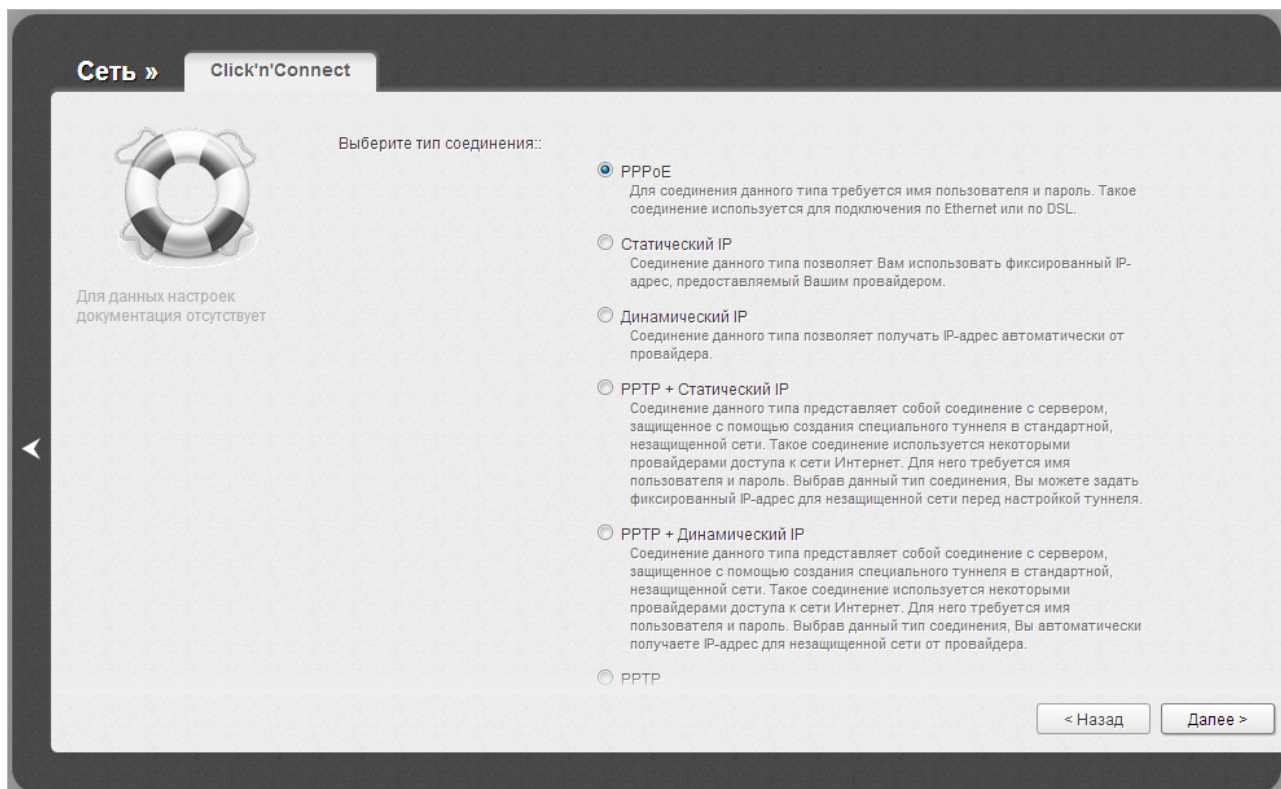 Сеть »
Click'n'Connect
Для данных настроек
документация отсутствует
Выберите тип соединения::
PPPoE
Для соединения данного типа требуется имя пользователя и пароль. Такое
соединение используется для подключения по Ethernet или по DSL.
Статический IP
Соединение данного типа позволяет Вам использовать фиксированный IP-
адрес, предоставляемый Вашим провайдером.
Динамический IP
Соединение данного типа позволяет получать IP-адрес автоматически от
провайдера.
PPTP + Статический IP
Соединение данного типа представляет собой соединение с сервером,
защищенное с помощью создания специального туннеля в стандартной,
незащищенной сети. Такое соединение используется некоторыми
провайдерами доступа к сети Интернет. Для него требуется имя
пользователя и пароль. Выбрав данный тип соединения, Вы можете задать
фиксированный IP-адрес для незащищенной сети перед настройкой туннеля.
PPTP + Динамический IP
Соединение данного типа представляет собой соединение с сервером,
защищенное с помощью создания специального туннеля в стандартной,
незащищенной сети. Такое соединение используется некоторыми
провайдерами доступа к сети Интернет. Для него требуется имя
пользователя и пароль. Выбрав данный тип соединения, Вы автоматически
получаете IP-адрес для незащищенной сети от провайдера.
PPTP
< Назад
Далее >